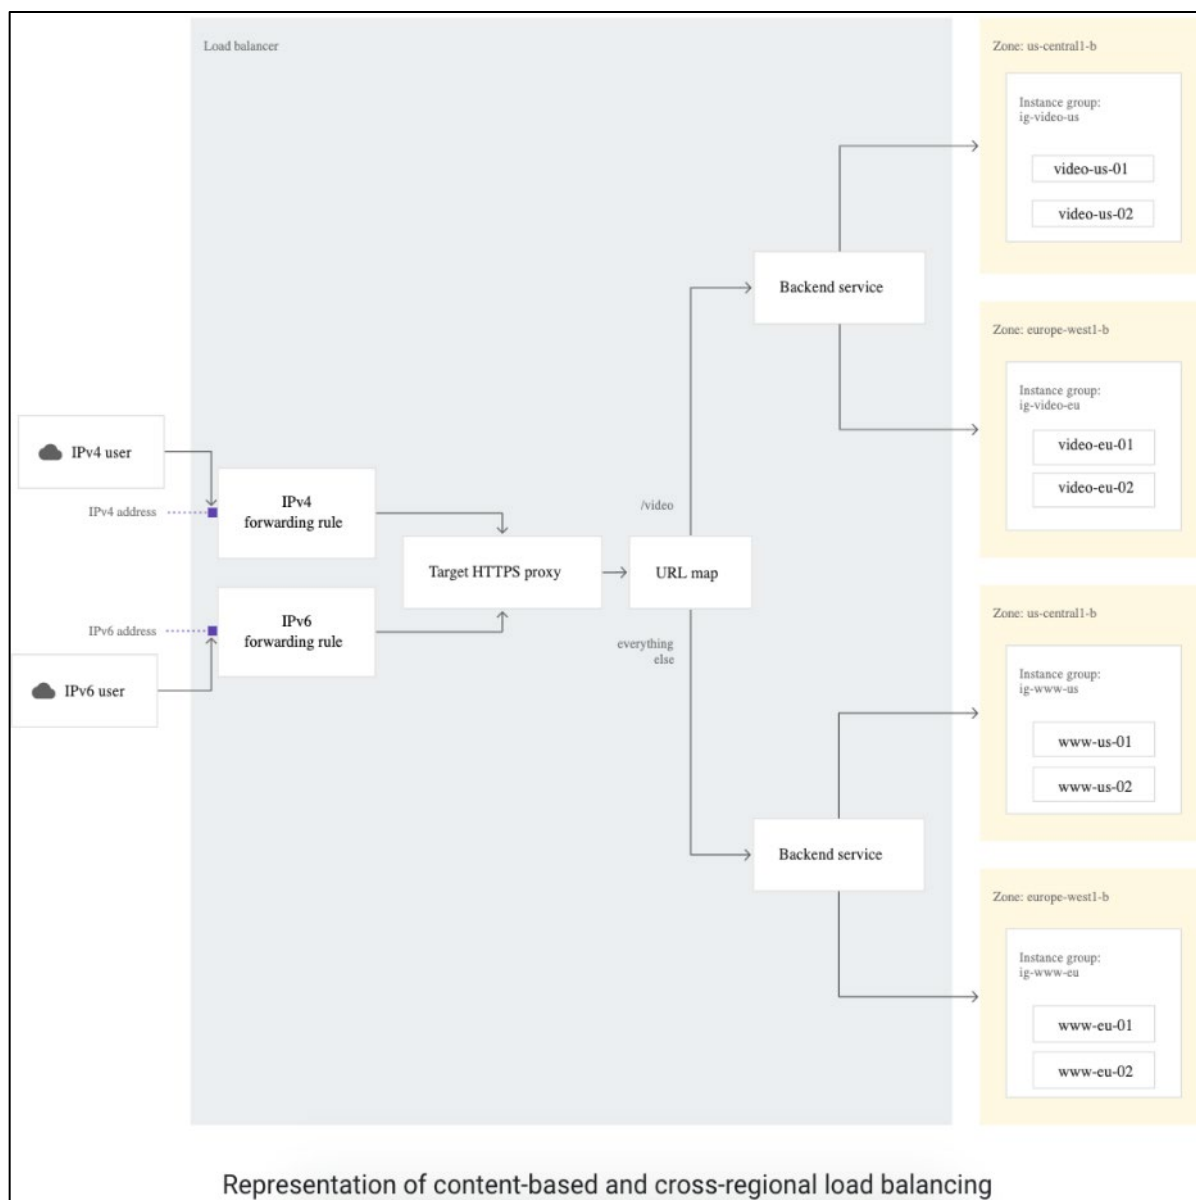 Load balancer
Zone: us-central1-b
Instance group:
ig-video-us
video-us-01
video-us-02
Backend service
Zone: europe-west1-b
Instance group:
ig-video-eu
video-eu-01
video-eu-02
IPv4 user
IPv4 address
IPv4
forwarding rule
/video
Target HTTPS proxy
URL map
IPv6 address
IPv6
forwarding rule
IPv6 user
everything
else
Zone: us-central1-b
Instance group:
ig-www-us
www-us-01
www-us-02
Backend service
Zone: europe-west1-b
Instance group:
ig-www-eu
www-eu-01
www-eu-02
Representation of content-based and cross-regional load balancing